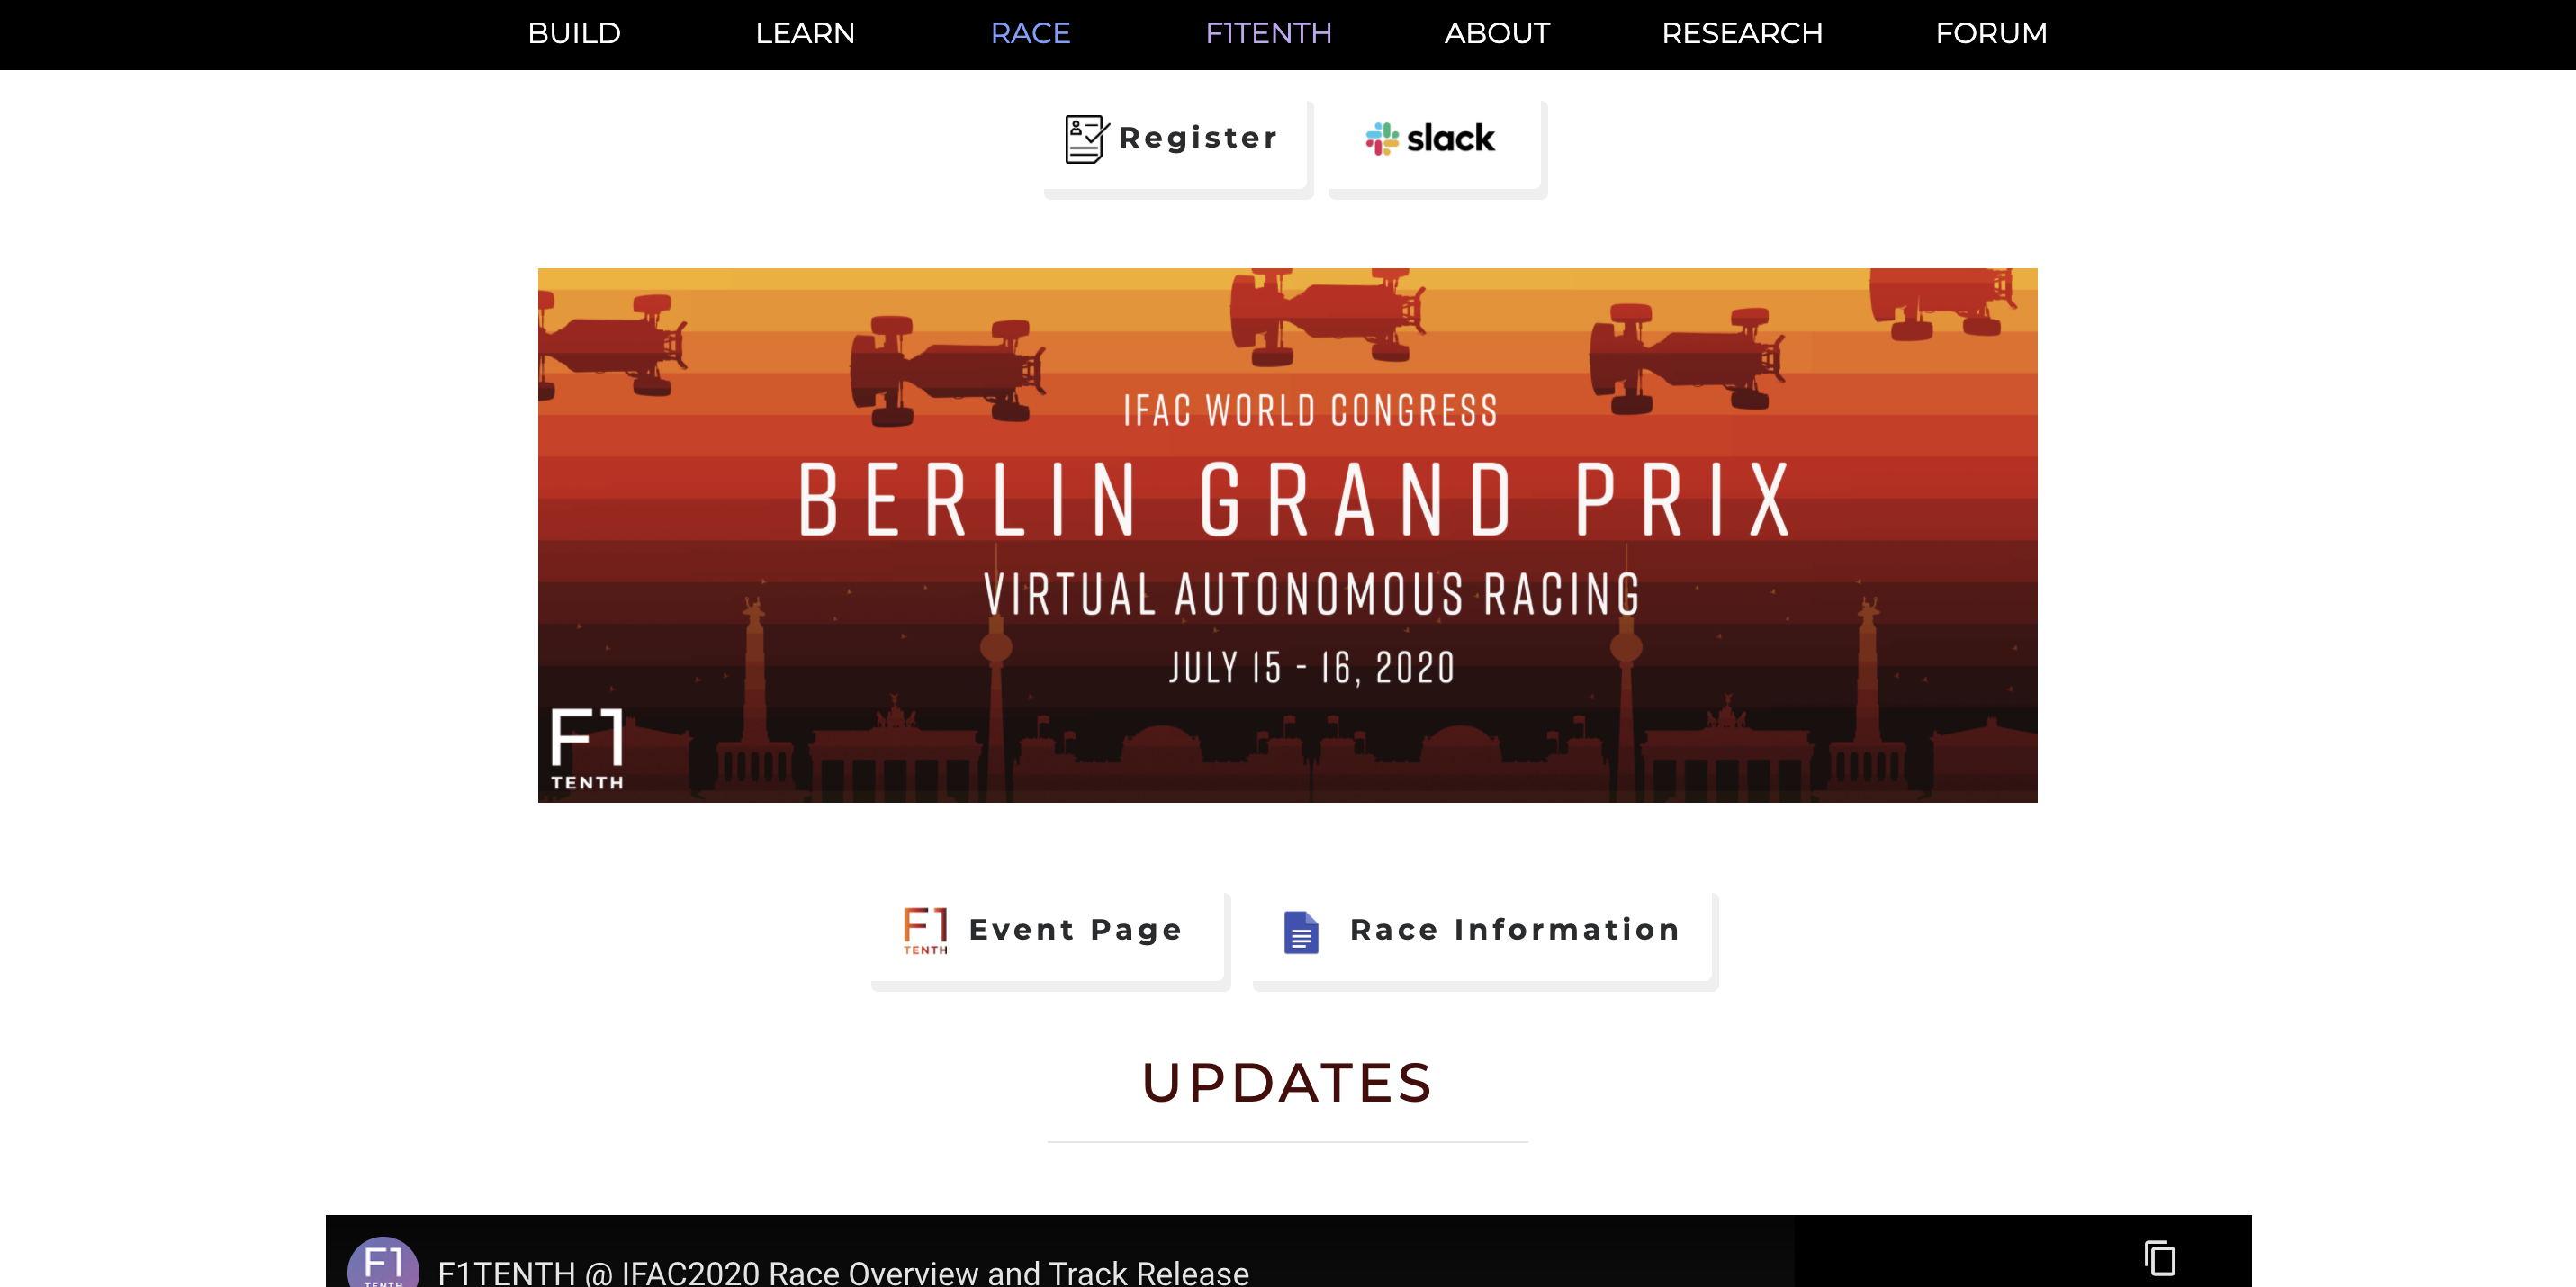 BUILD LEARN RACE F1TENTH ABOUT RESEARCH FORUM
Register slack
IFAC WORLD CONGRESS
BERLIN GRAND PRIX
VIRTUAL AUTONOMOUS RACING
JULY 15 - 16, 2020
F1
TENTH
F1
TENTH
Event Page Race Information
UPDATES
F1
TENTH
F1TENTH @ IFAC2020 Race Overview and Track Release